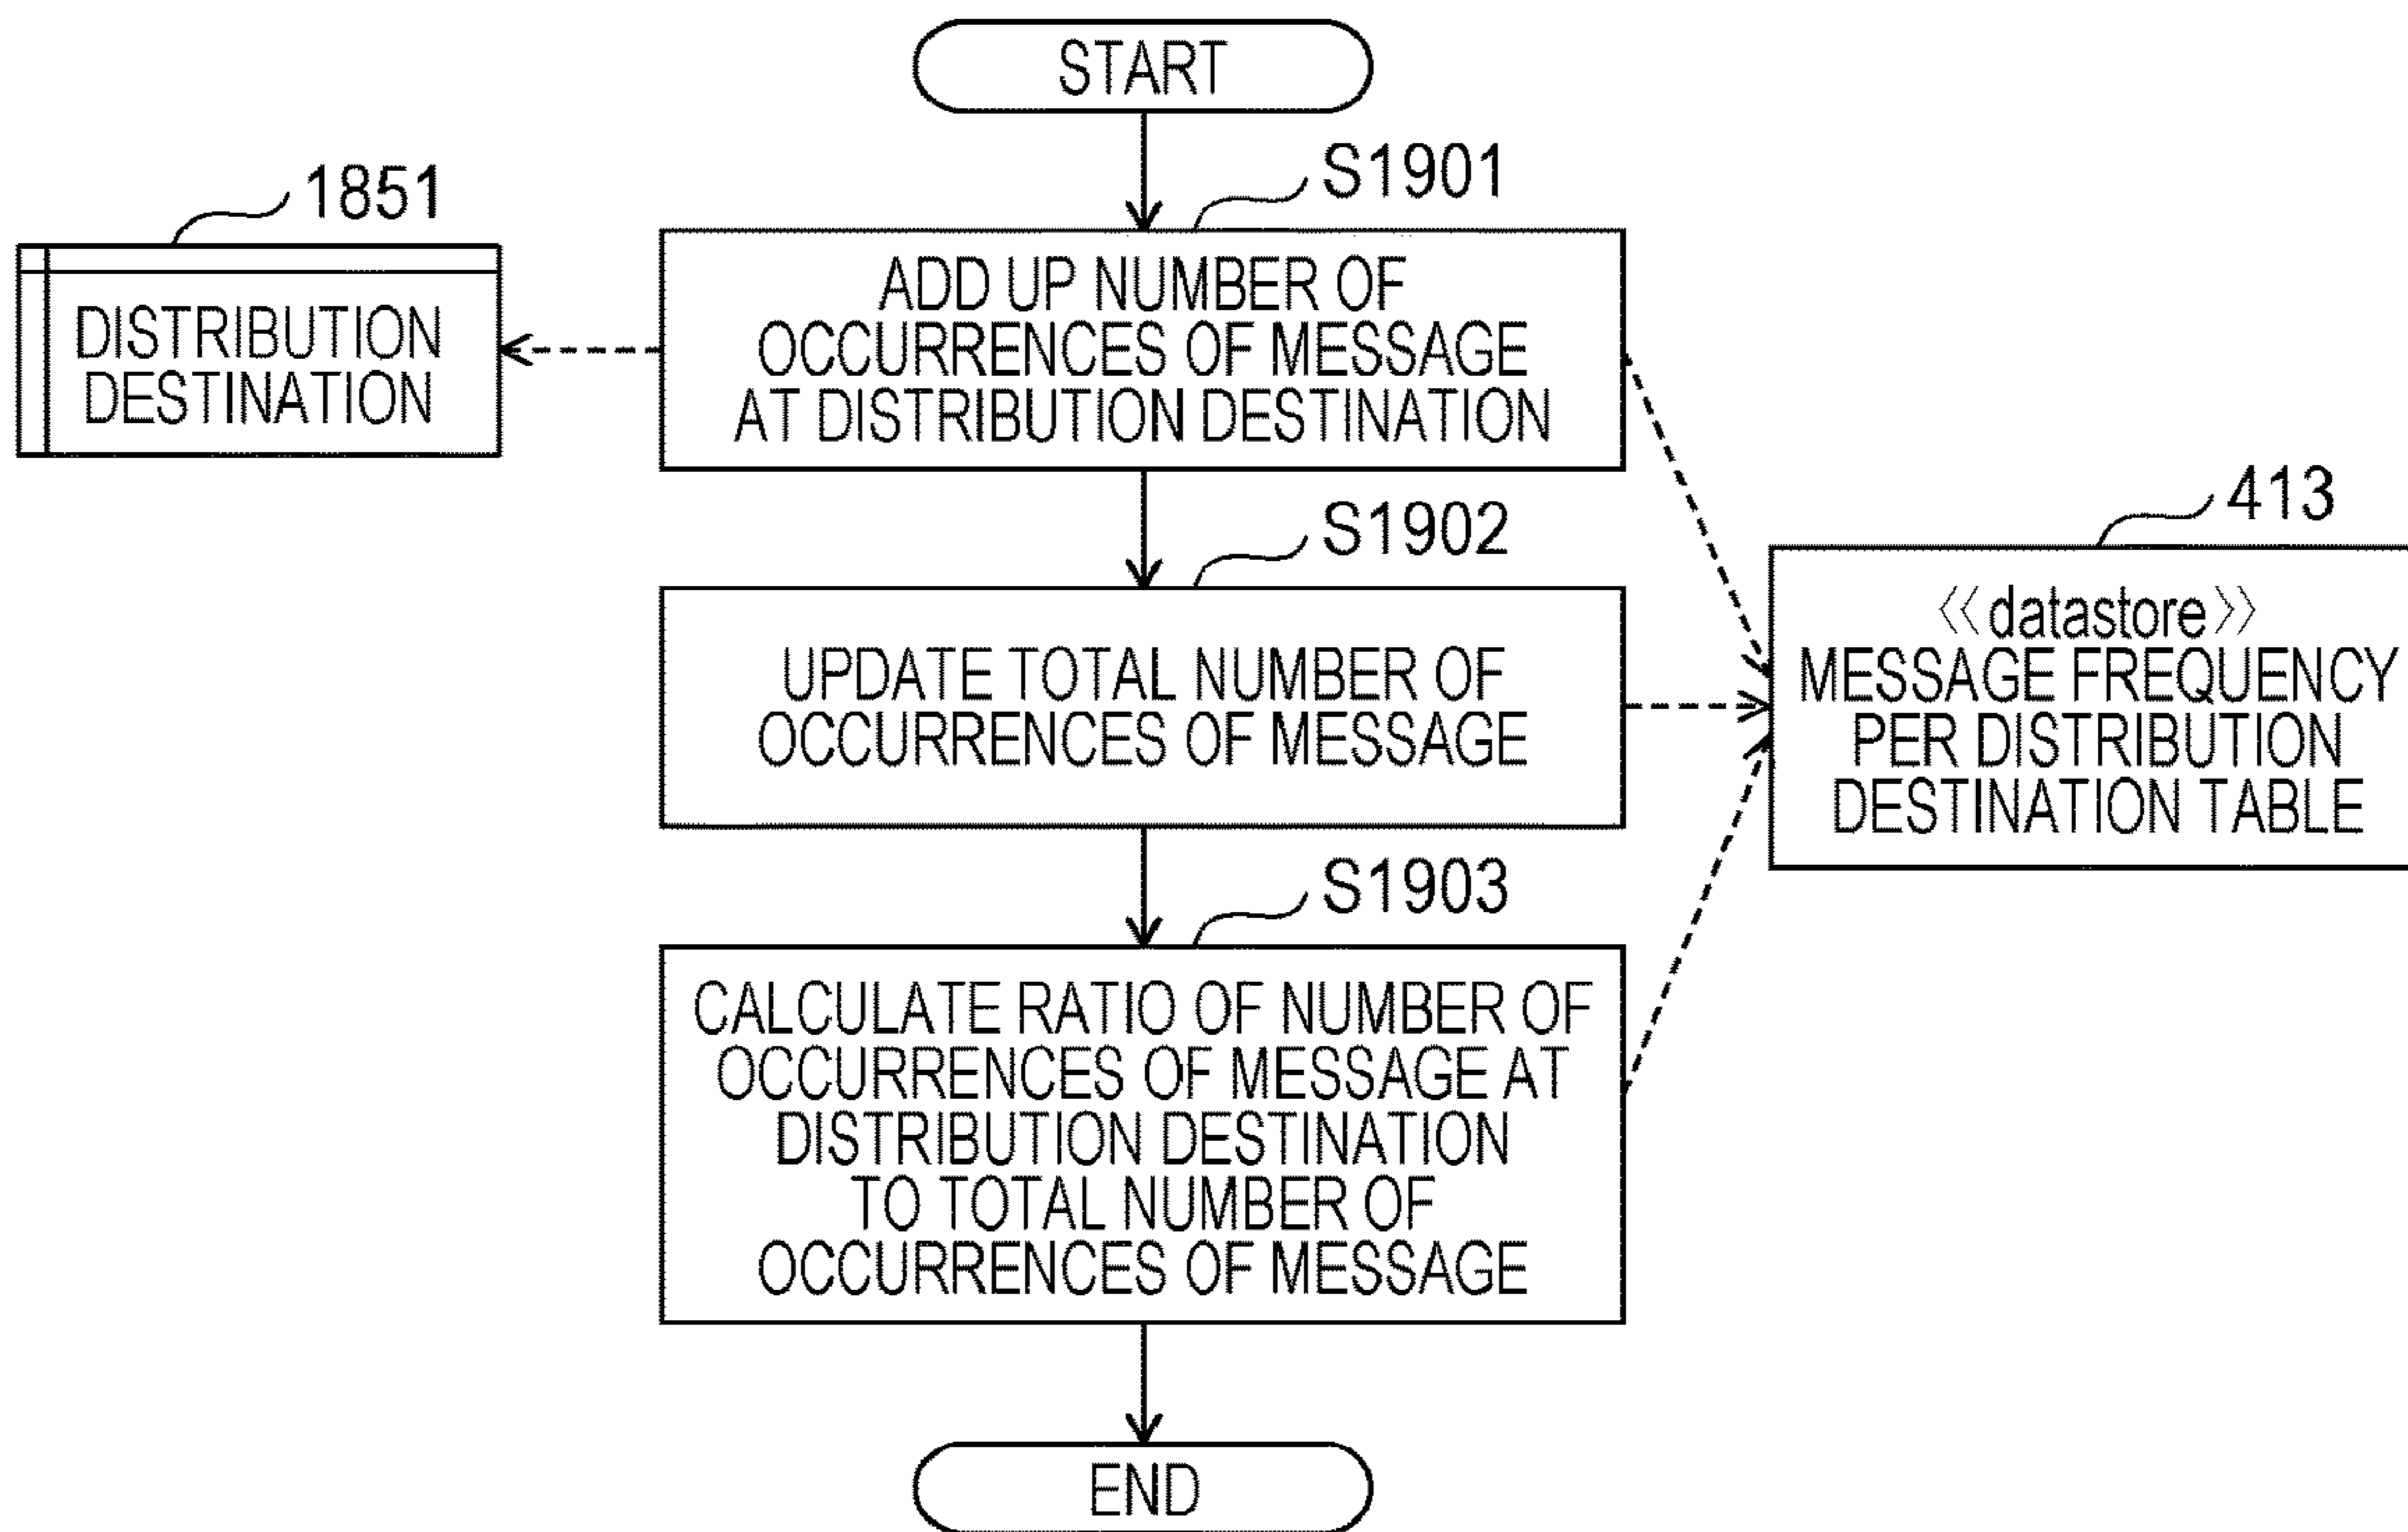 START
S1901
ADD UP NUMBER OF
OCCURRENCES OF MESSAGE
AT DISTRIBUTION DESTINATION
1851
DISTRIBUTION
DESTINATION
S1902
UPDATE TOTAL NUMBER OF
OCCURRENCES OF MESSAGE
413
《datastore》
MESSAGE FREQUENCY
PER DISTRIBUTION
DESTINATION TABLE
S1903
CALCULATE RATIO OF NUMBER OF
OCCURRENCES OF MESSAGE AT
DISTRIBUTION DESTINATION
TO TOTAL NUMBER OF
OCCURRENCES OF MESSAGE
END